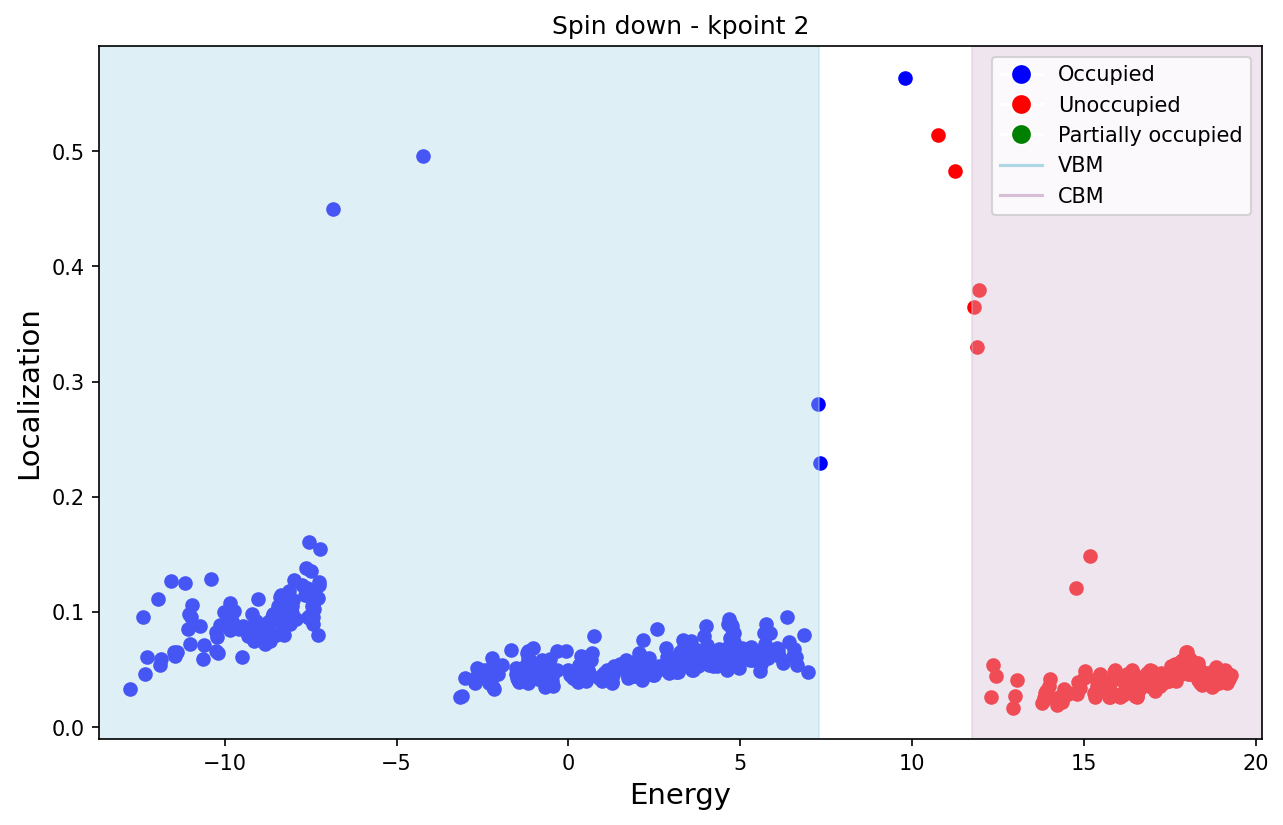 Spin down - kpoint 2
Localization
0.5
0.4
0.3
0.2
0.1
0.0
Occupied
Unoccupied
Partially occupied
VBM
CBM
−10 −5 0 5 10 15 20
Energy